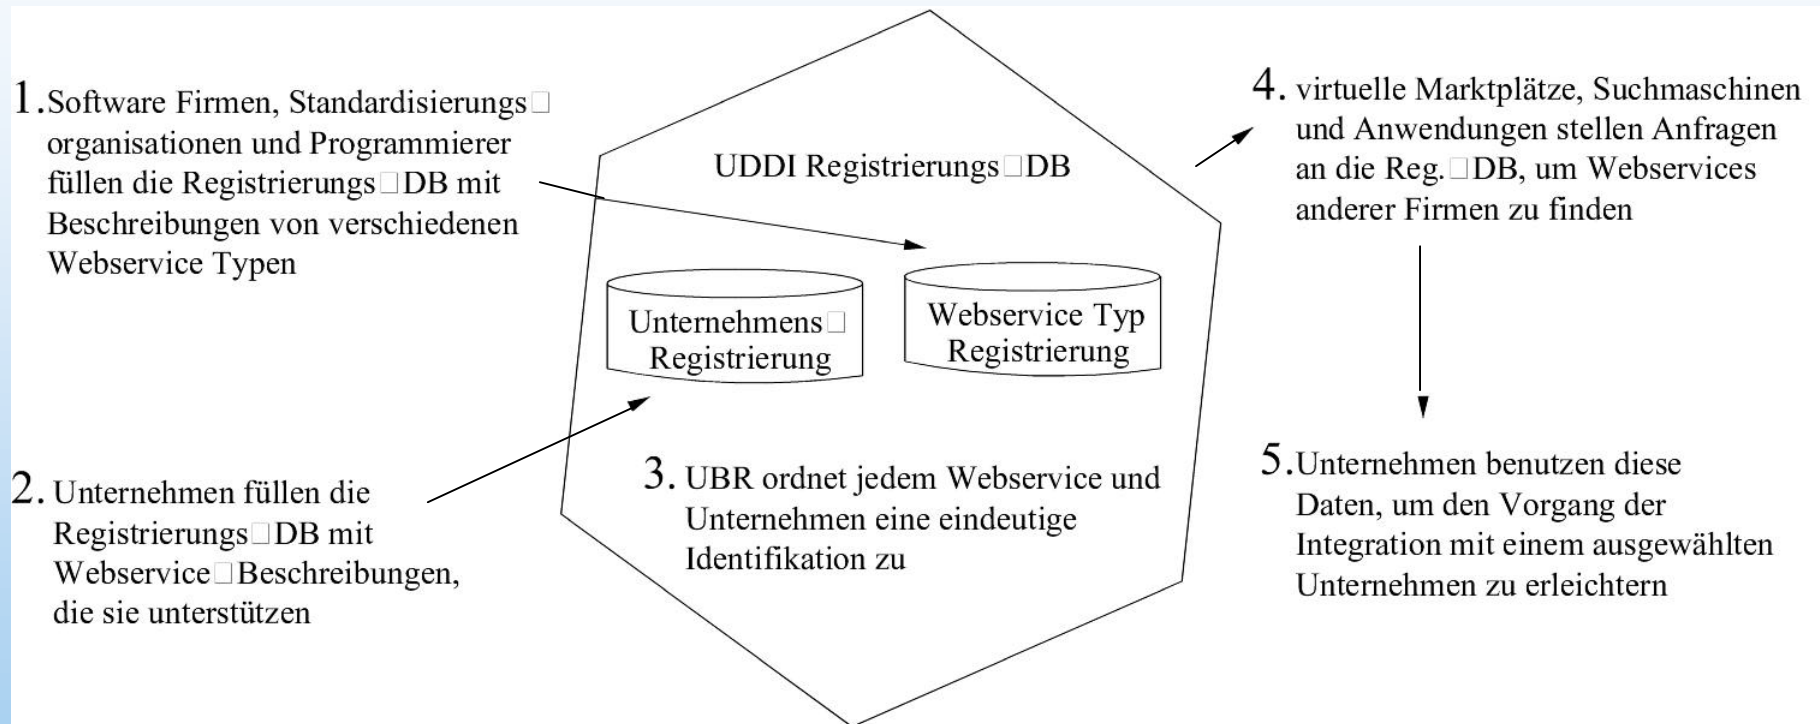 1. Software Firmen, Standardisierungs□
organisationen und Programmierer
füllen die Registrierungs□DB mit
Beschreibungen von verschiedenen
Webservice Typen
2. Unternehmen füllen die
Registrierungs□DB mit
Webservice□Beschreibungen,
die sie unterstützen
UDDI Registrierungs□DB
Unternehmens□
Registrierung
Webservice Typ
Registrierung
3. UBR ordnet jedem Webservice und
Unternehmen eine eindeutige
Identifikation zu
4. virtuelle Marktplätze, Suchmaschinen
und Anwendungen stellen Anfragen
an die Reg.□DB, um Webservices
anderer Firmen zu finden
5. Unternehmen benutzen diese
Daten, um den Vorgang der
Integration mit einem ausgewählten
Unternehmen zu erleichtern